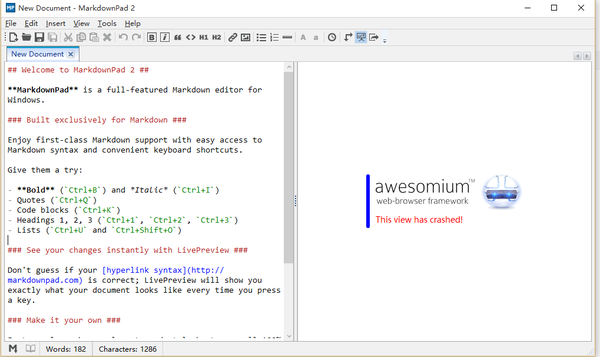 New Document - MarkdownPad 2
File Edit Insert View Tools Help
B I “ <> H1 H2 A a
New Document
## Welcome to MarkdownPad 2 ##
**MarkdownPad** is a full-featured Markdown editor for
Windows.
### Built exclusively for Markdown ###
Enjoy first-class Markdown support with easy access to
Markdown syntax and convenient keyboard shortcuts.
Give them a try:
- **Bold** (`Ctrl+B`) and *Italic* (`Ctrl+I`)
- Quotes (`Ctrl+Q`)
- Code blocks (`Ctrl+K`)
- Headings 1, 2, 3 (`Ctrl+1`, `Ctrl+2`, `Ctrl+3`)
- Lists (`Ctrl+U` and `Ctrl+Shift+O`)
### See your changes instantly with LivePreview ###
Don't guess if your [hyperlink syntax](http://
markdownpad.com) is correct; LivePreview will show you
exactly what your document looks like every time you press
a key.
### Make it your own ###
awesomium™
web-browser framework
This view has crashed!
Words: 182 Characters: 1286